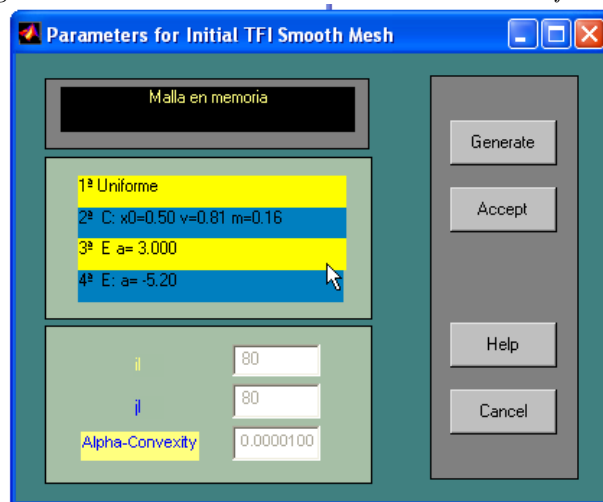 Parameters for Initial TFI Smooth Mesh
Malla en memoria
1ª Uniforme
2ª C: x0=0.50 v=0.81 m=0.16
3ª E a= 3.000
4ª E: a= -5.20
il 80
jl 80
Alpha-Convexity 0.0000100
Generate
Accept
Help
Cancel